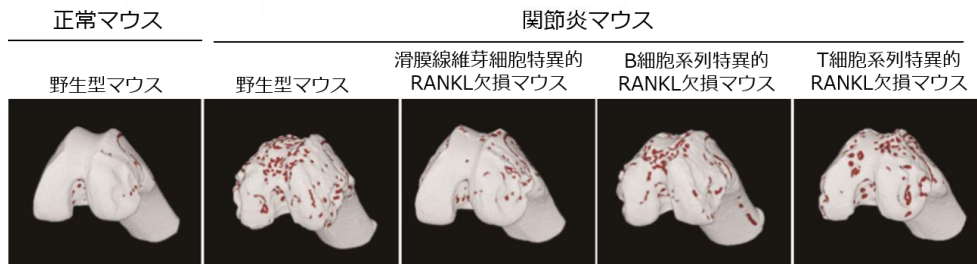 正常マウス
関節炎マウス
野生型マウス
野生型マウス
滑膜線維芽細胞特異的
RANKL欠損マウス
B細胞系列特異的
RANKL欠損マウス
T細胞系列特異的
RANKL欠損マウス